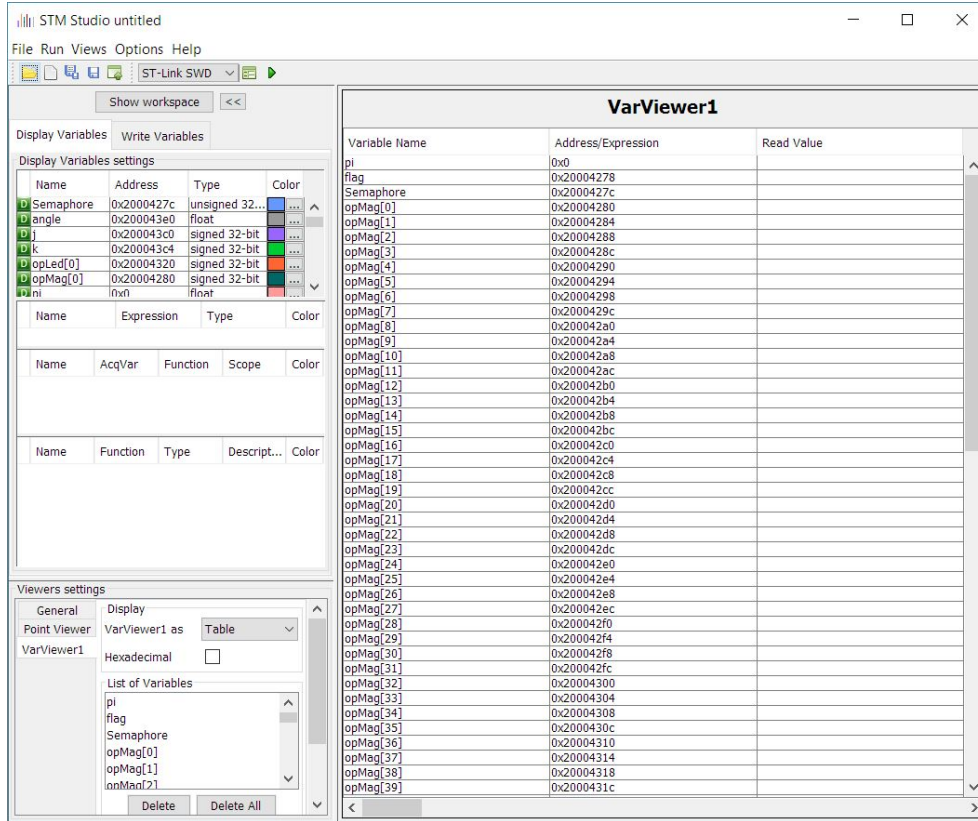 STM Studio untitled
File Run Views Options Help
ST-Link SWD
Show workspace <<
Display Variables Write Variables
Display Variables settings
Name Address Type Color
D Semaphore 0x2000427c unsigned 32... ...
D angle 0x200043e0 float ...
D j 0x200043c0 signed 32-bit ...
D k 0x200043c4 signed 32-bit ...
D opLed[0] 0x20004320 signed 32-bit ...
D opMag[0] 0x20004280 signed 32-bit ...
D pi 0x0 float ...
Name Expression Type Color
Name AcqVar Function Scope Color
Name Function Type Descript... Color
Viewers settings
General
Point Viewer
VarViewer1
Display
VarViewer1 as Table
Hexadecimal
List of Variables
pi
flag
Semaphore
opMag[0]
opMag[1]
opMag[2]
Delete Delete All
VarViewer1
Variable Name Address/Expression Read Value
pi 0x0
flag 0x20004278
Semaphore 0x2000427c
opMag[0] 0x20004280
opMag[1] 0x20004284
opMag[2] 0x20004288
opMag[3] 0x2000428c
opMag[4] 0x20004290
opMag[5] 0x20004294
opMag[6] 0x20004298
opMag[7] 0x2000429c
opMag[8] 0x200042a0
opMag[9] 0x200042a4
opMag[10] 0x200042a8
opMag[11] 0x200042ac
opMag[12] 0x200042b0
opMag[13] 0x200042b4
opMag[14] 0x200042b8
opMag[15] 0x200042bc
opMag[16] 0x200042c0
opMag[17] 0x200042c4
opMag[18] 0x200042c8
opMag[19] 0x200042cc
opMag[20] 0x200042d0
opMag[21] 0x200042d4
opMag[22] 0x200042d8
opMag[23] 0x200042dc
opMag[24] 0x200042e0
opMag[25] 0x200042e4
opMag[26] 0x200042e8
opMag[27] 0x200042ec
opMag[28] 0x200042f0
opMag[29] 0x200042f4
opMag[30] 0x200042f8
opMag[31] 0x200042fc
opMag[32] 0x20004300
opMag[33] 0x20004304
opMag[34] 0x20004308
opMag[35] 0x2000430c
opMag[36] 0x20004310
opMag[37] 0x20004314
opMag[38] 0x20004318
opMag[39] 0x2000431c